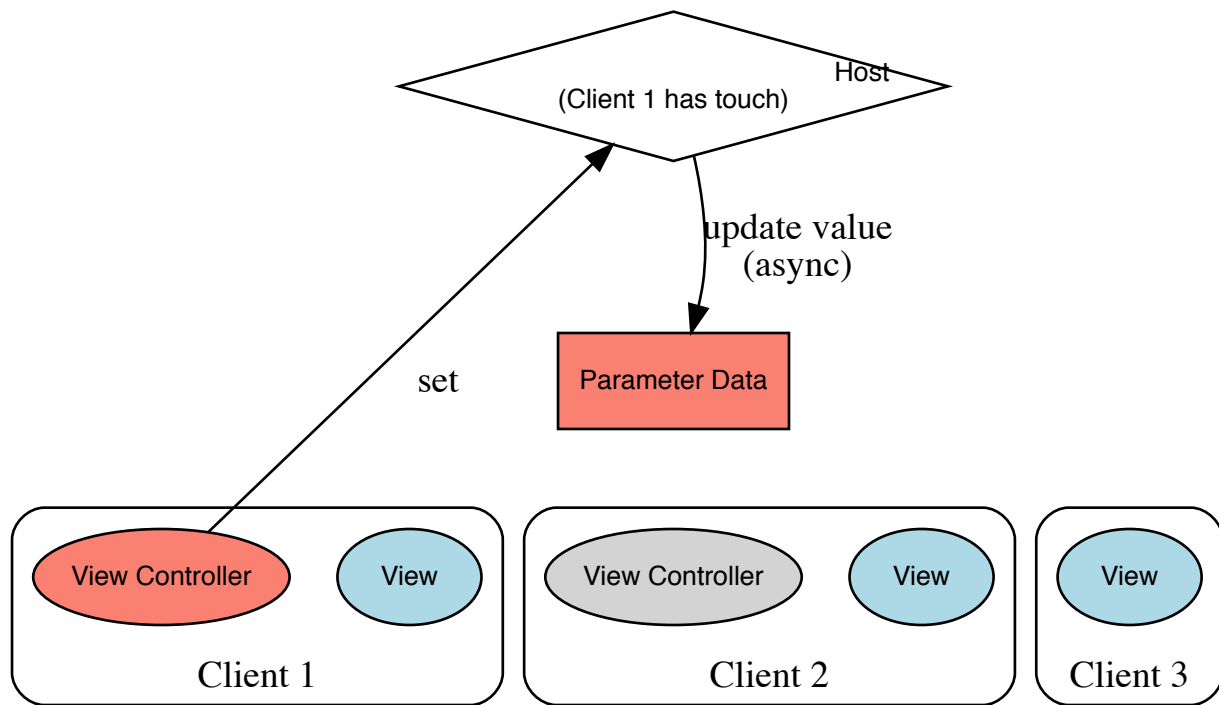 Host
(Client 1 has touch)
update value
(async)
set
Parameter Data
View Controller
View
View Controller
View
View
Client 1
Client 2
Client 3